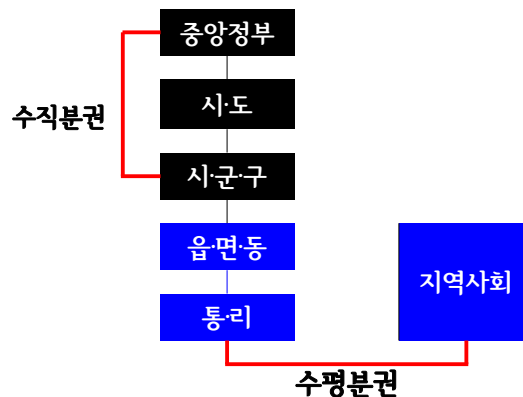 중앙정부
시·도
수직분권
시·군·구
읍·면·동
지역사회
통·리
수평분권